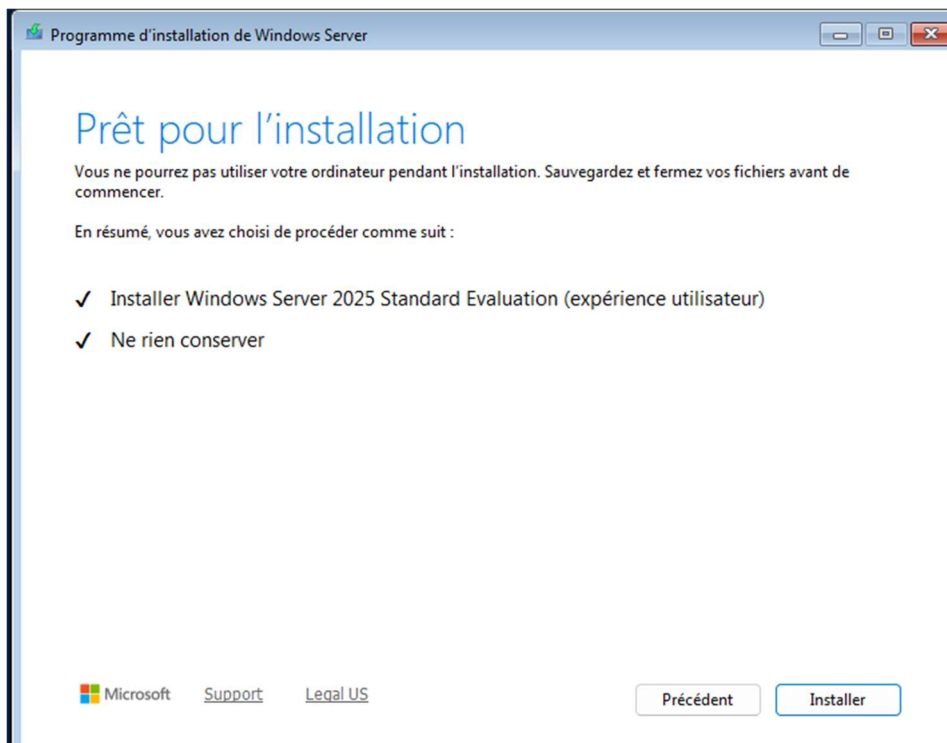 Programme d'installation de Windows Server
Prêt pour l'installation
Vous ne pourrez pas utiliser votre ordinateur pendant l'installation. Sauvegardez et fermez vos fichiers avant de
commencer.
En résumé, vous avez choisi de procéder comme suit :
✓ Installer Windows Server 2025 Standard Evaluation (expérience utilisateur)
✓ Ne rien conserver
Microsoft Support Legal US Précédent Installer